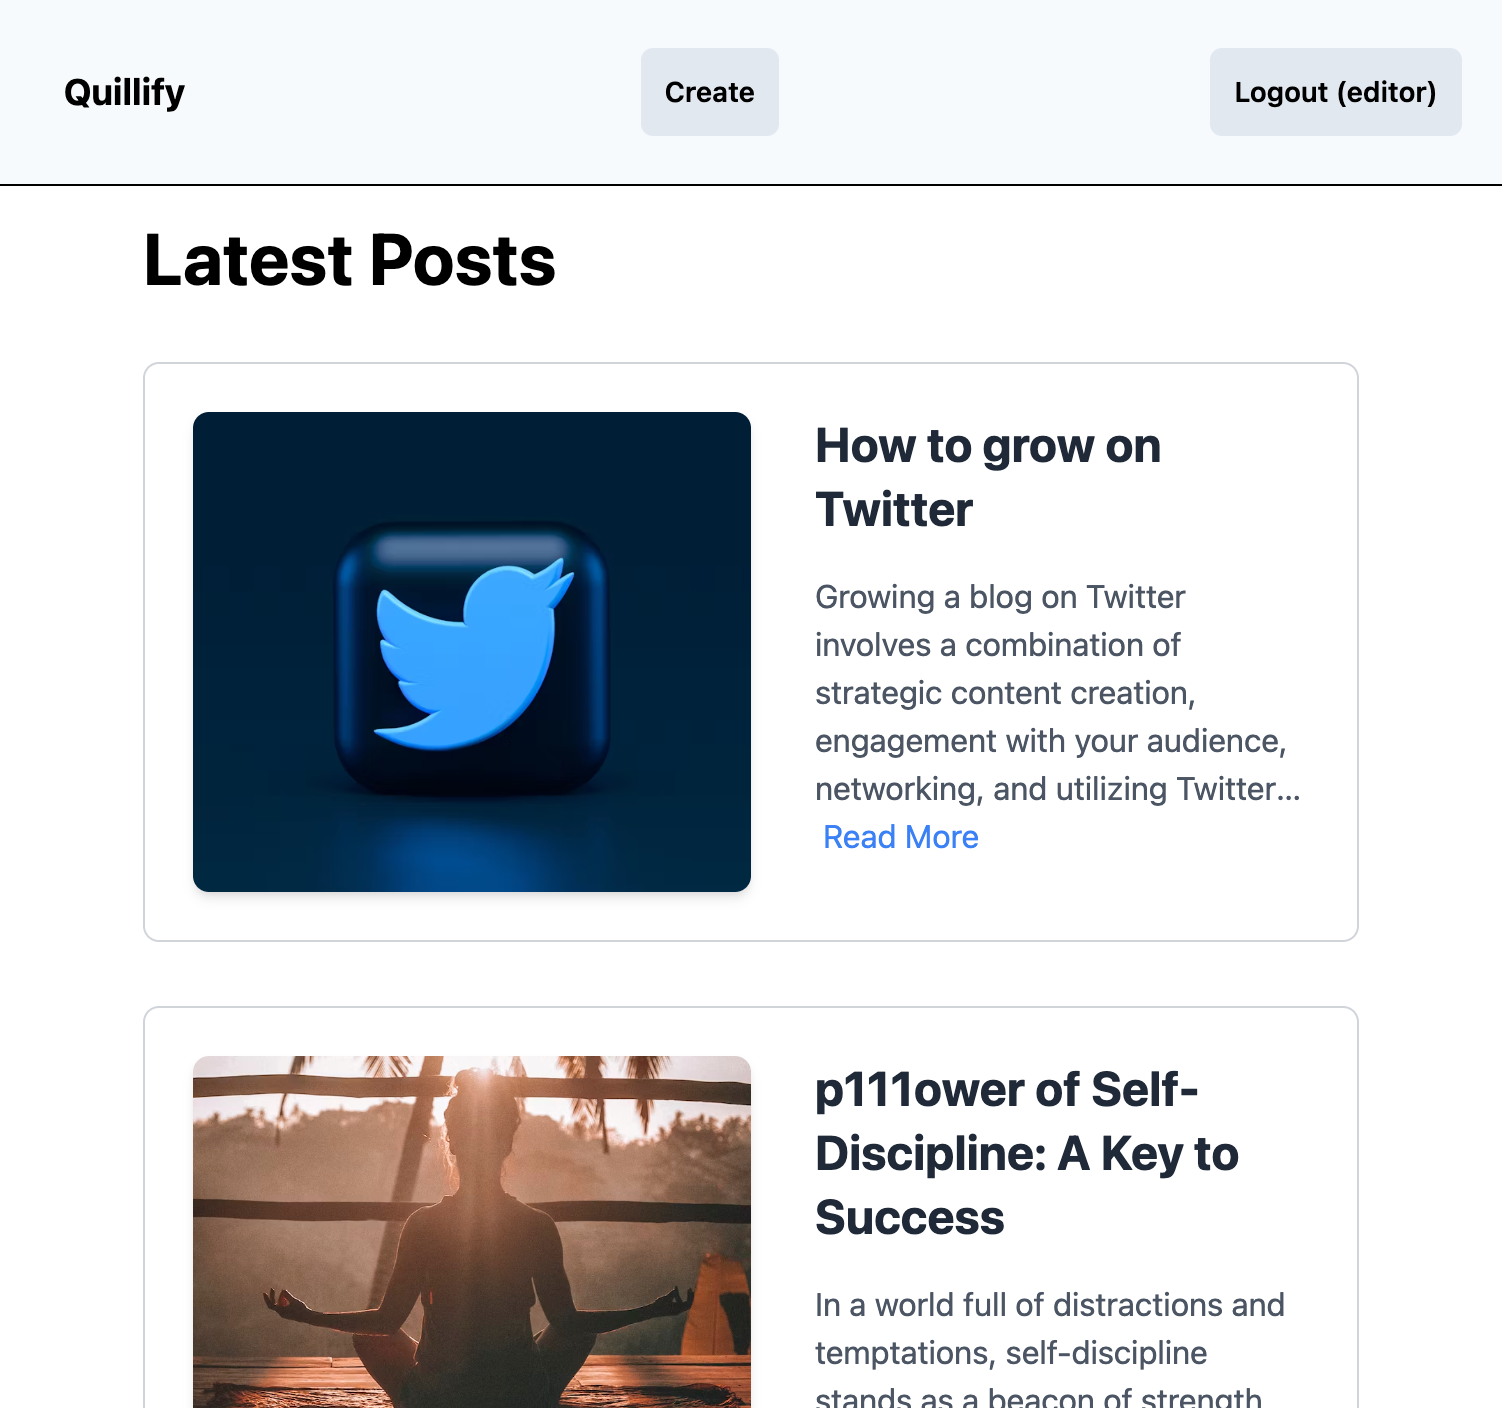 Quillify
Create
Logout (editor)
Latest Posts
How to grow on
Twitter
Growing a blog on Twitter
involves a combination of
strategic content creation,
engagement with your audience,
networking, and utilizing Twitter...
Read More
p111ower of Self-
Discipline: A Key to
Success
In a world full of distractions and
temptations, self-discipline
stands as a beacon of strength